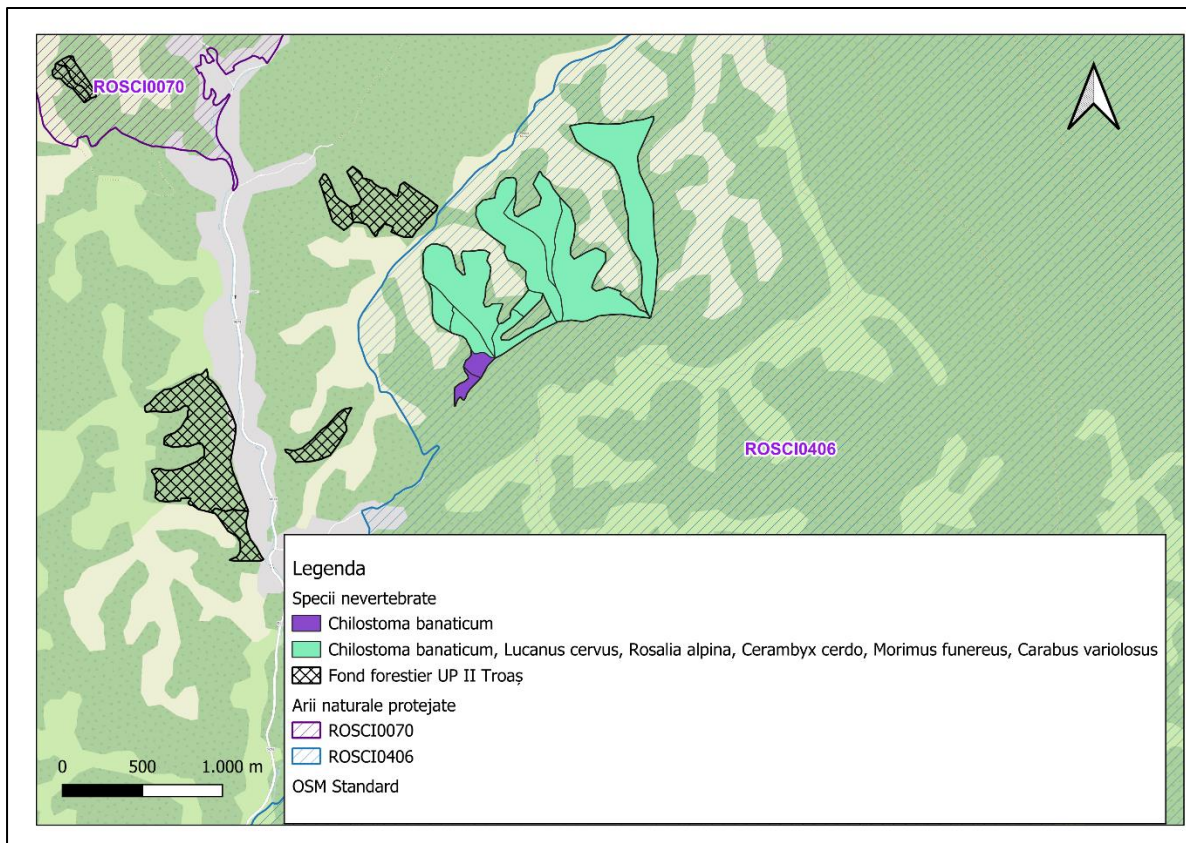 ROSCI0070
ROSCI0406
Legenda
Specii nevertebrate
Chilostoma banaticum
Chilostoma banaticum, Lucanus cervus, Rosalia alpina, Cerambyx cerdo, Morimus funereus, Carabus variolosus
Fond forestier UP II Troaș
Arii naturale protejate
ROSCI0070
ROSCI0406
OSM Standard
0 500 1.000 m